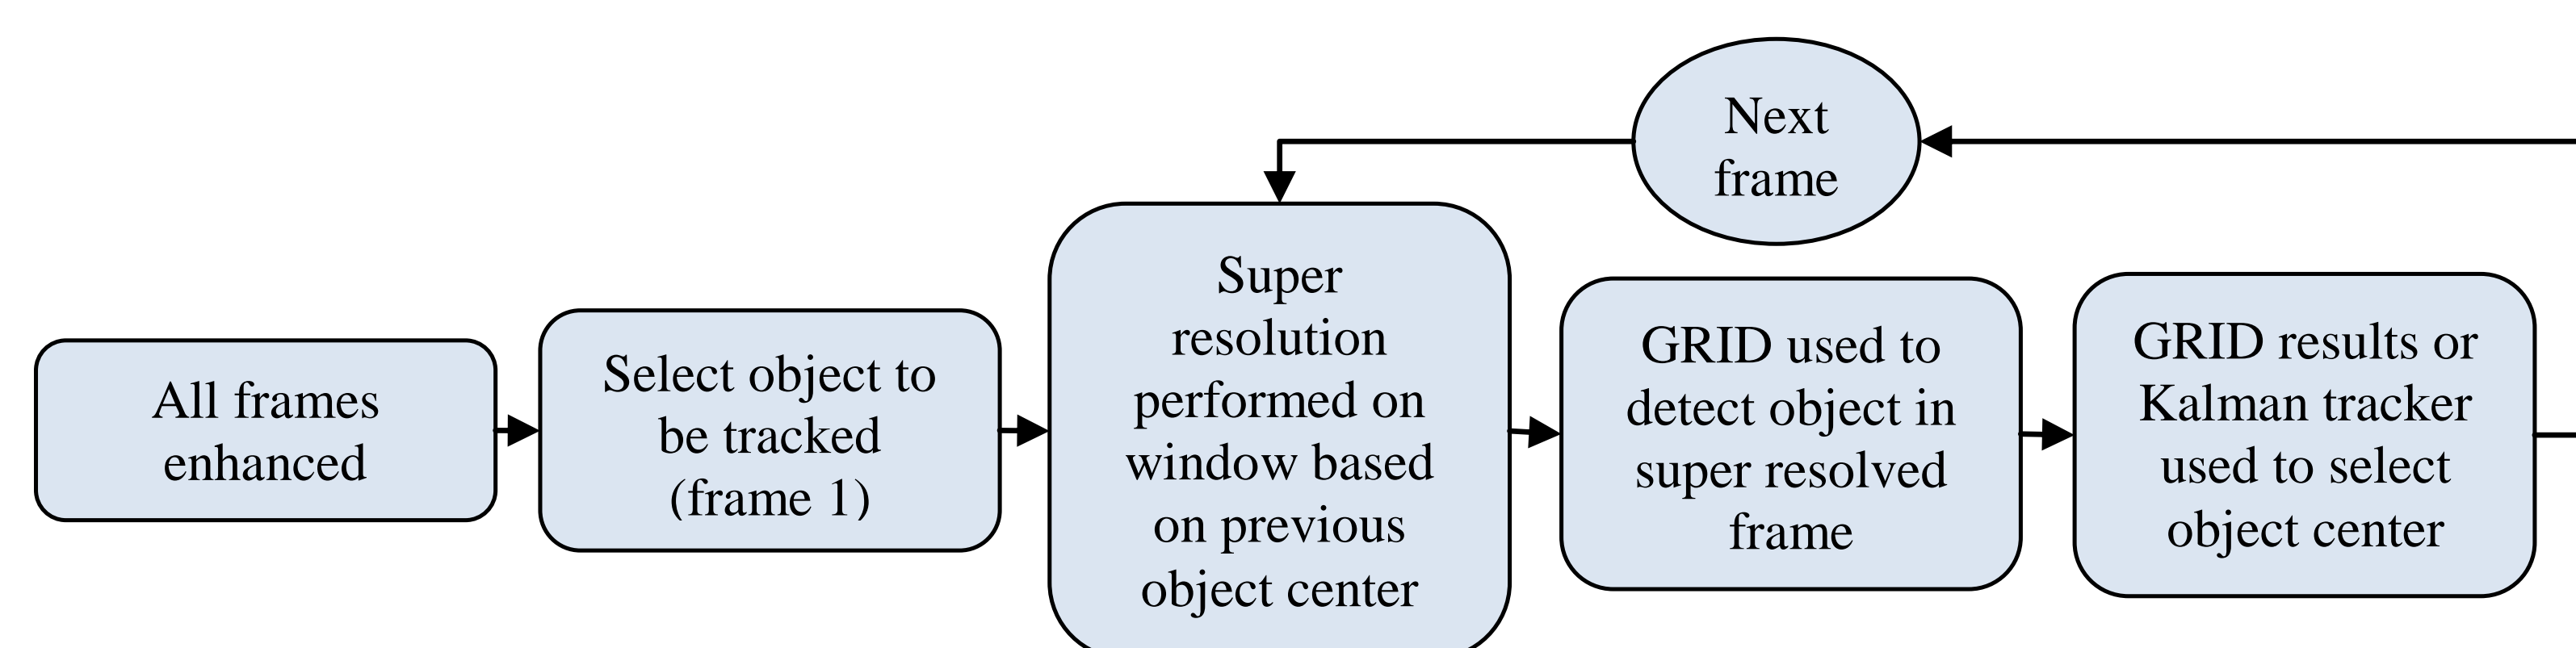 Next
frame
All frames
enhanced
Select object to
be tracked
(frame 1)
Super
resolution
performed on
window based
on previous
object center
GRID used to
detect object in
super resolved
frame
GRID results or
Kalman tracker
used to select
object center